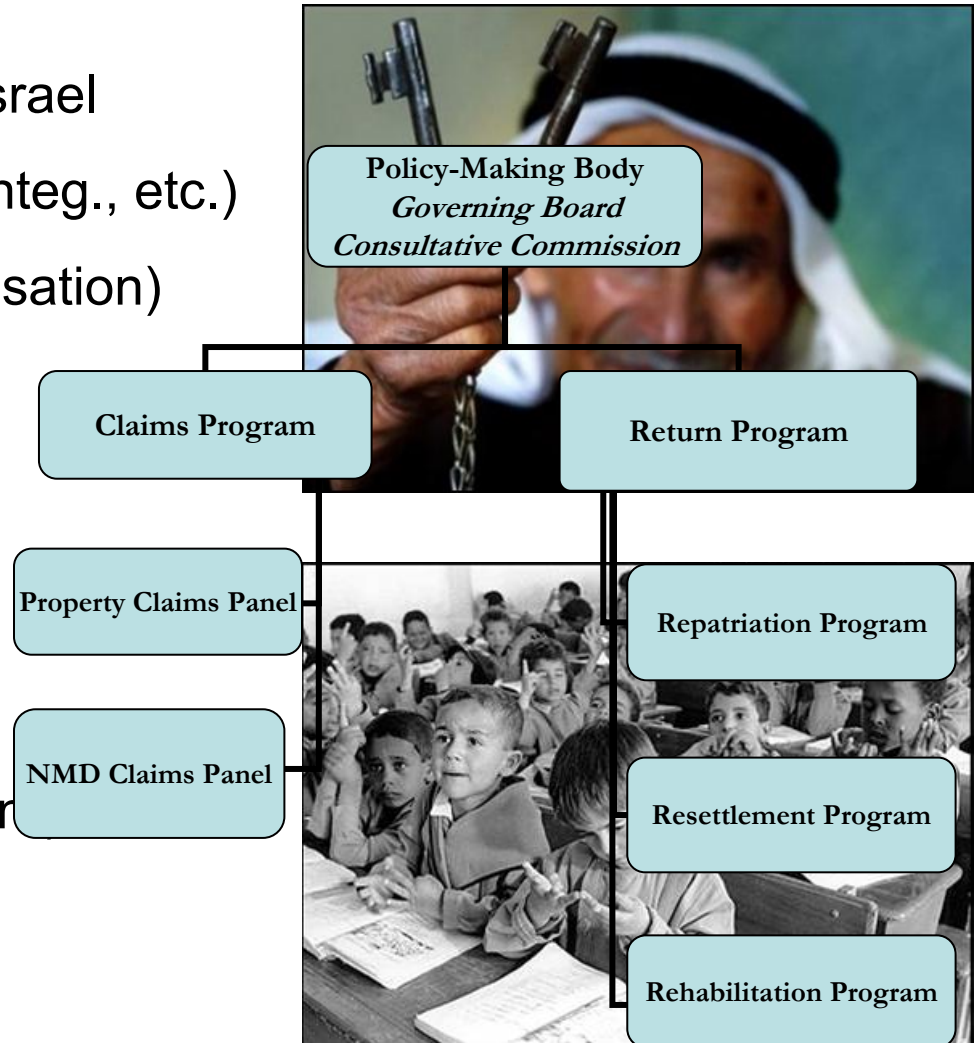 srael
nteg., etc.)
sation)
Policy-Making Body
Governing Board
Consultative Commission
Claims Program
Return Program
Property Claims Panel
NMD Claims Panel
Repatriation Program
Resettlement Program
Rehabilitation Program